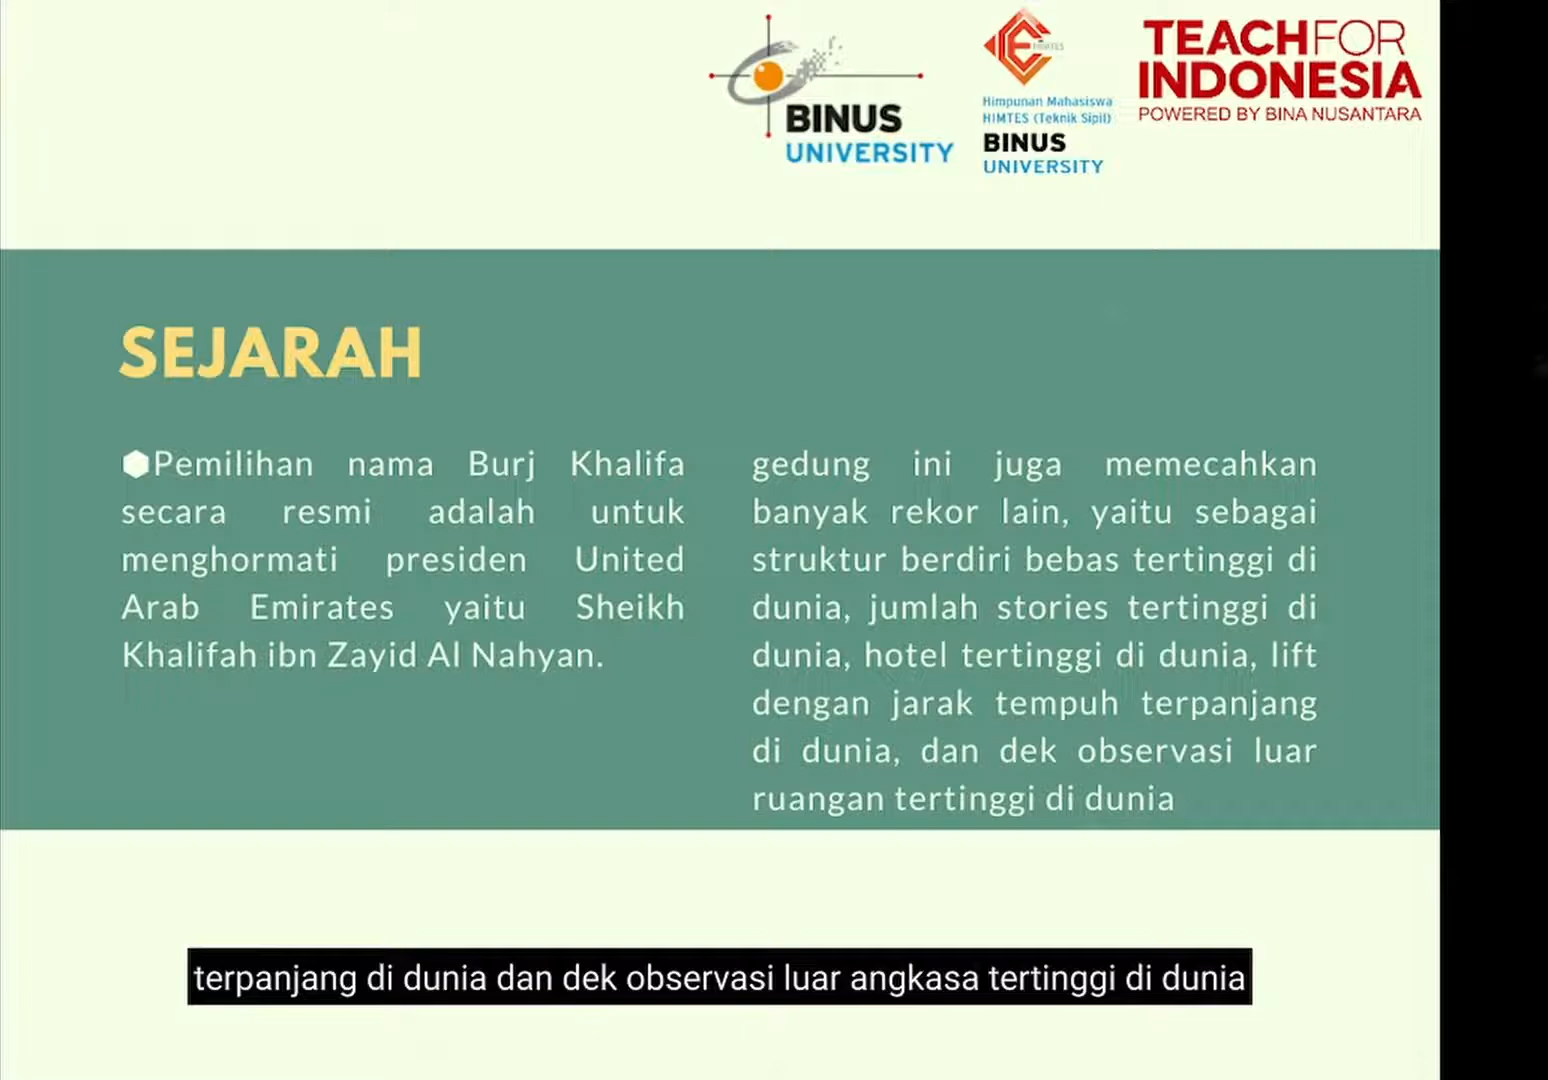 BINUS
UNIVERSITY
HIMTES
Himpunan Mahasiswa
HIMTES (Teknik Sipil)
BINUS
UNIVERSITY
TEACH FOR
INDONESIA
POWERED BY BINA NUSANTARA
SEJARAH
Pemilihan nama Burj Khalifa
secara resmi adalah untuk
menghormati presiden United
Arab Emirates yaitu Sheikh
Khalifah ibn Zayid Al Nahyan.
gedung ini juga memecahkan
banyak rekor lain, yaitu sebagai
struktur berdiri bebas tertinggi di
dunia, jumlah stories tertinggi di
dunia, hotel tertinggi di dunia, lift
dengan jarak tempuh terpanjang
di dunia, dan dek observasi luar
ruangan tertinggi di dunia
terpanjang di dunia dan dek observasi luar angkasa tertinggi di dunia